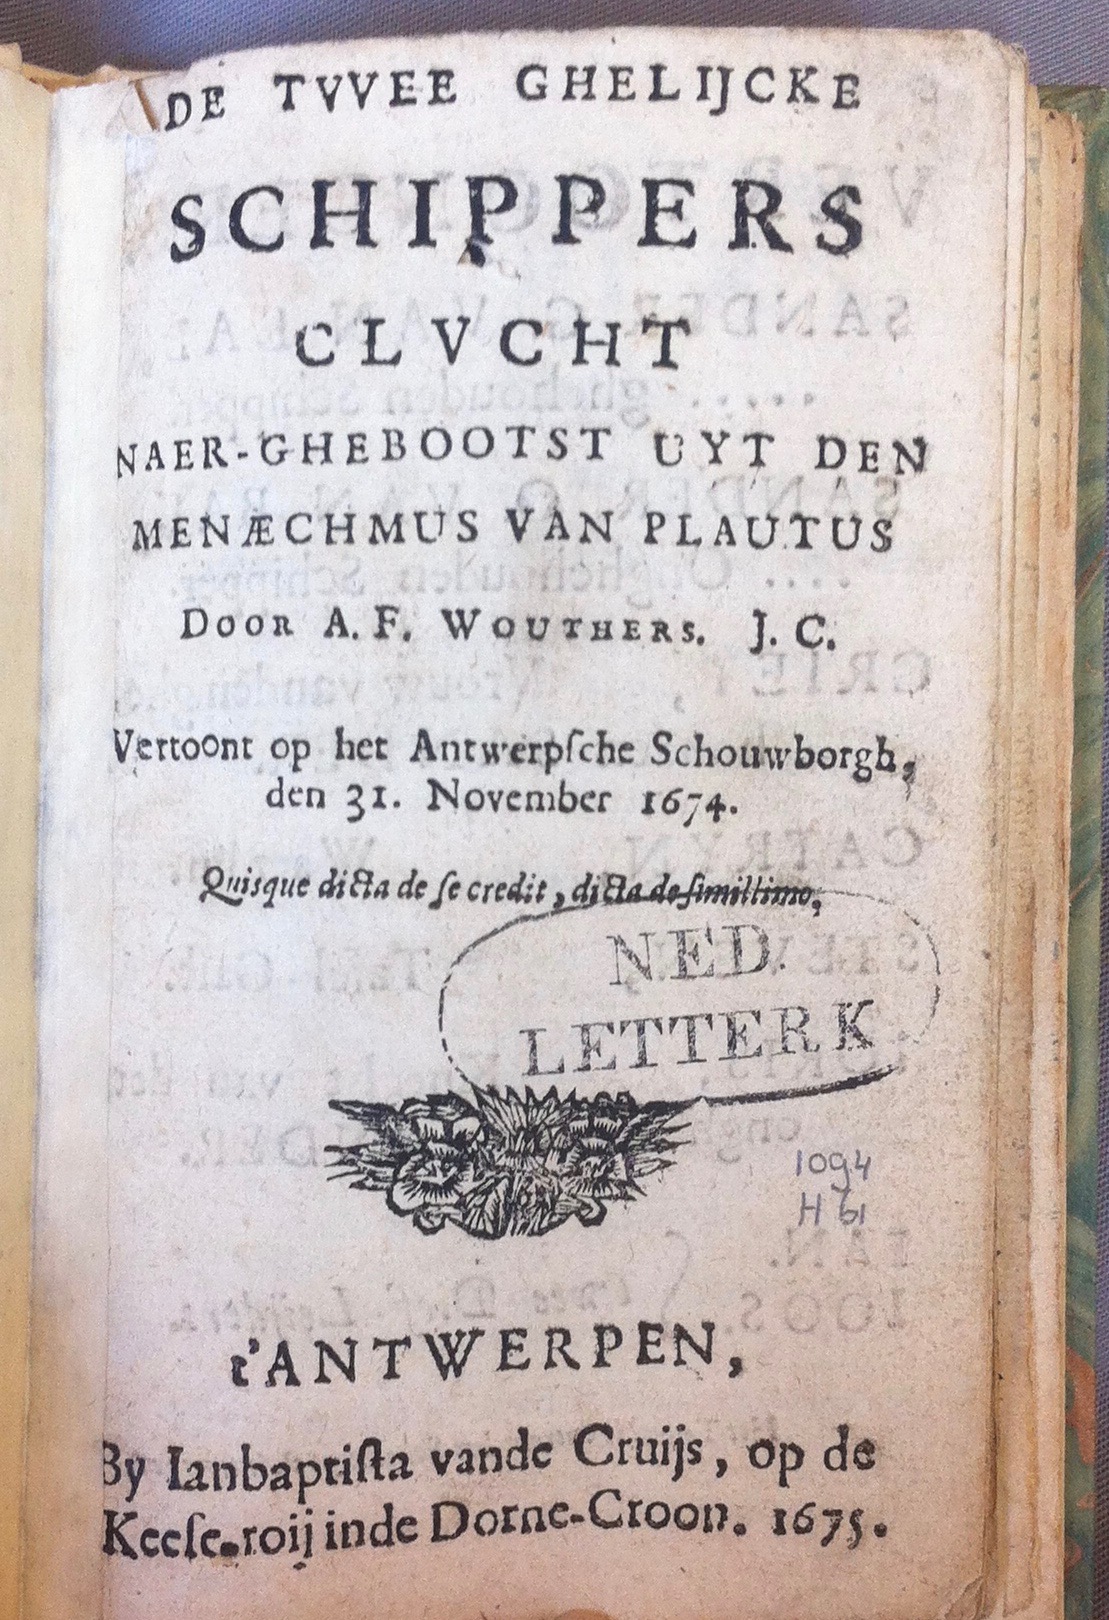 DE TVVEE GHELIJCKE
SCHIPPERS
CLVCHT
NAER-GHEBOOTST UYT DEN
MENÆCHMUS VAN PLAUTUS
DOOR A. F. WOUTHERS. J. C.
Vertoont op het Antwerpſche Schouwborgh,
den 31. November 1674.
Quisque dicta de ſe credit, dicta de ſimillimo,
NED.
LETTERK
1094
H 61
t'ANTWERPEN,
By Ianbaptiſta vande Cruijs, op de
Keeſe.roij inde Dorne-Croon. 1675.